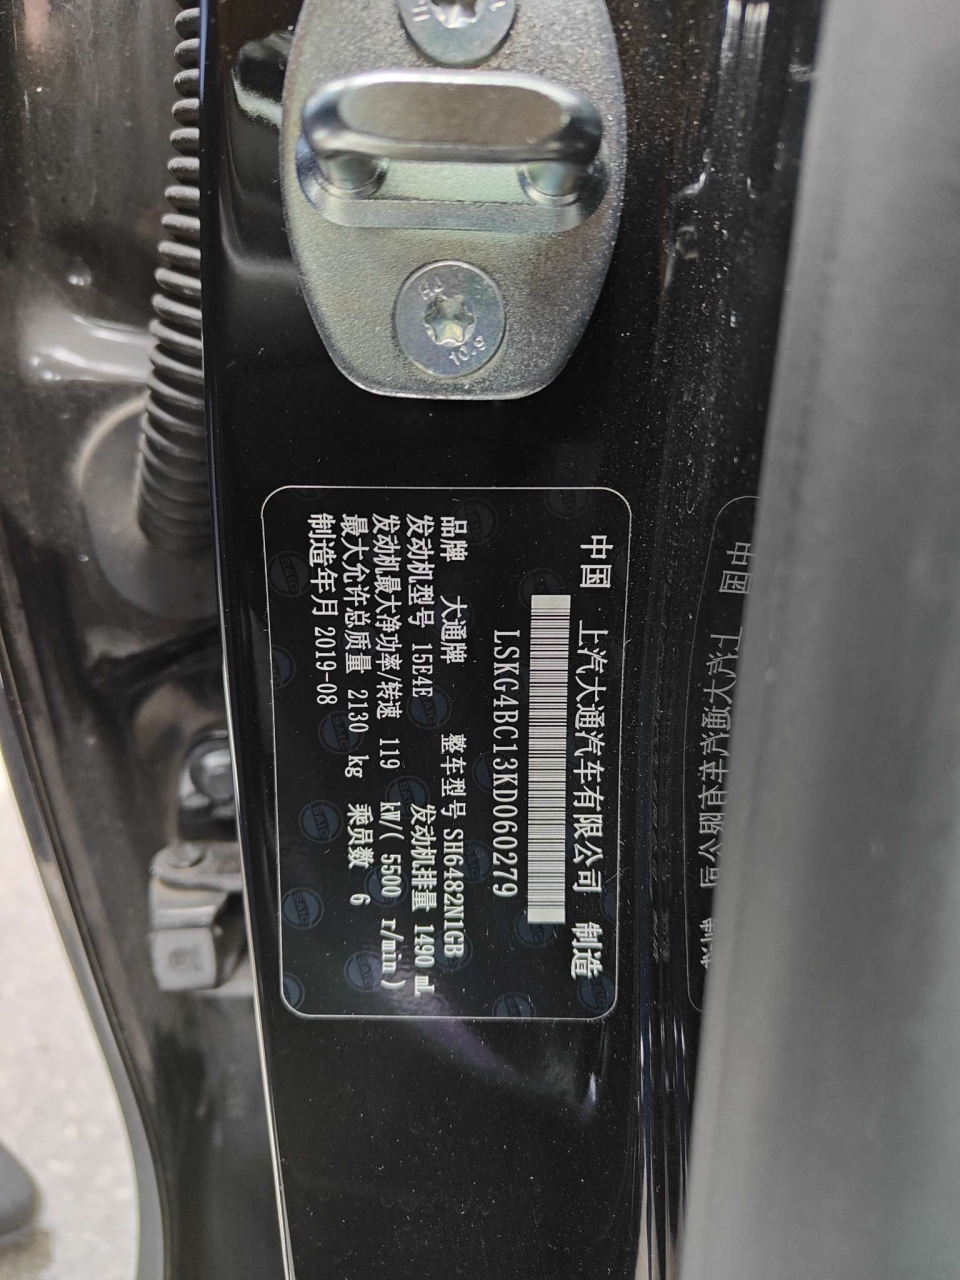 中国 上汽大通汽车有限公司 制造
LSKG4BC13KD060279
品牌 大通牌 整车型号 SH6482N1GB
发动机型号 15E4E 发动机排量 1490 mL
发动机最大净功率/转速 119 kW/( 5500 r/min )
最大允许总质量 2130 kg 乘员数 6
制造年月 2019-08
10.9
SAIC